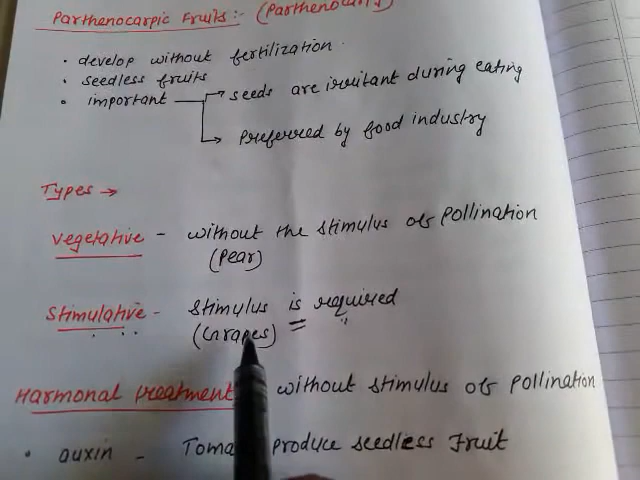 Parthenocarpic Fruits:- (Parthenocarpy)
• develop without fertilization
• seedless fruits
• important → seeds are irritant during eating
→ Preferred by food industry
Types →
Vegetative - without the stimulus of pollination
(Pear)
Stimulative - stimulus is required
(Grapes)
Harmonal treatment without stimulus of pollination
• auxin - Toma produce seedless Fruit